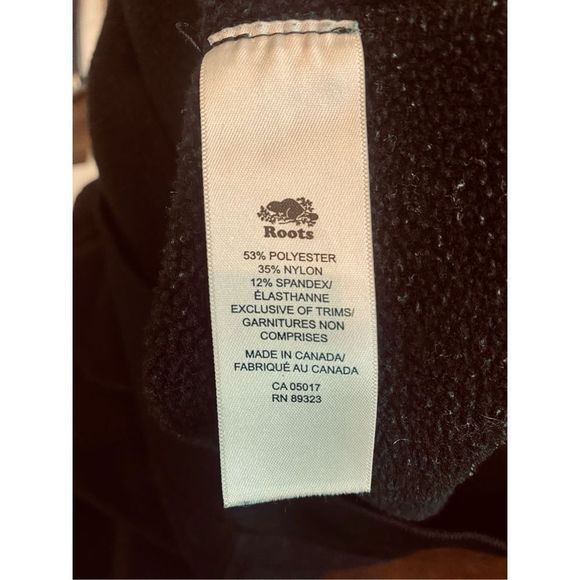 Roots
53% POLYESTER
35% NYLON
12% SPANDEX/
ÉLASTHANNE
EXCLUSIVE OF TRIMS/
GARNITURES NON
COMPRISES
MADE IN CANADA/
FABRIQUÉ AU CANADA
CA 05017
RN 89323